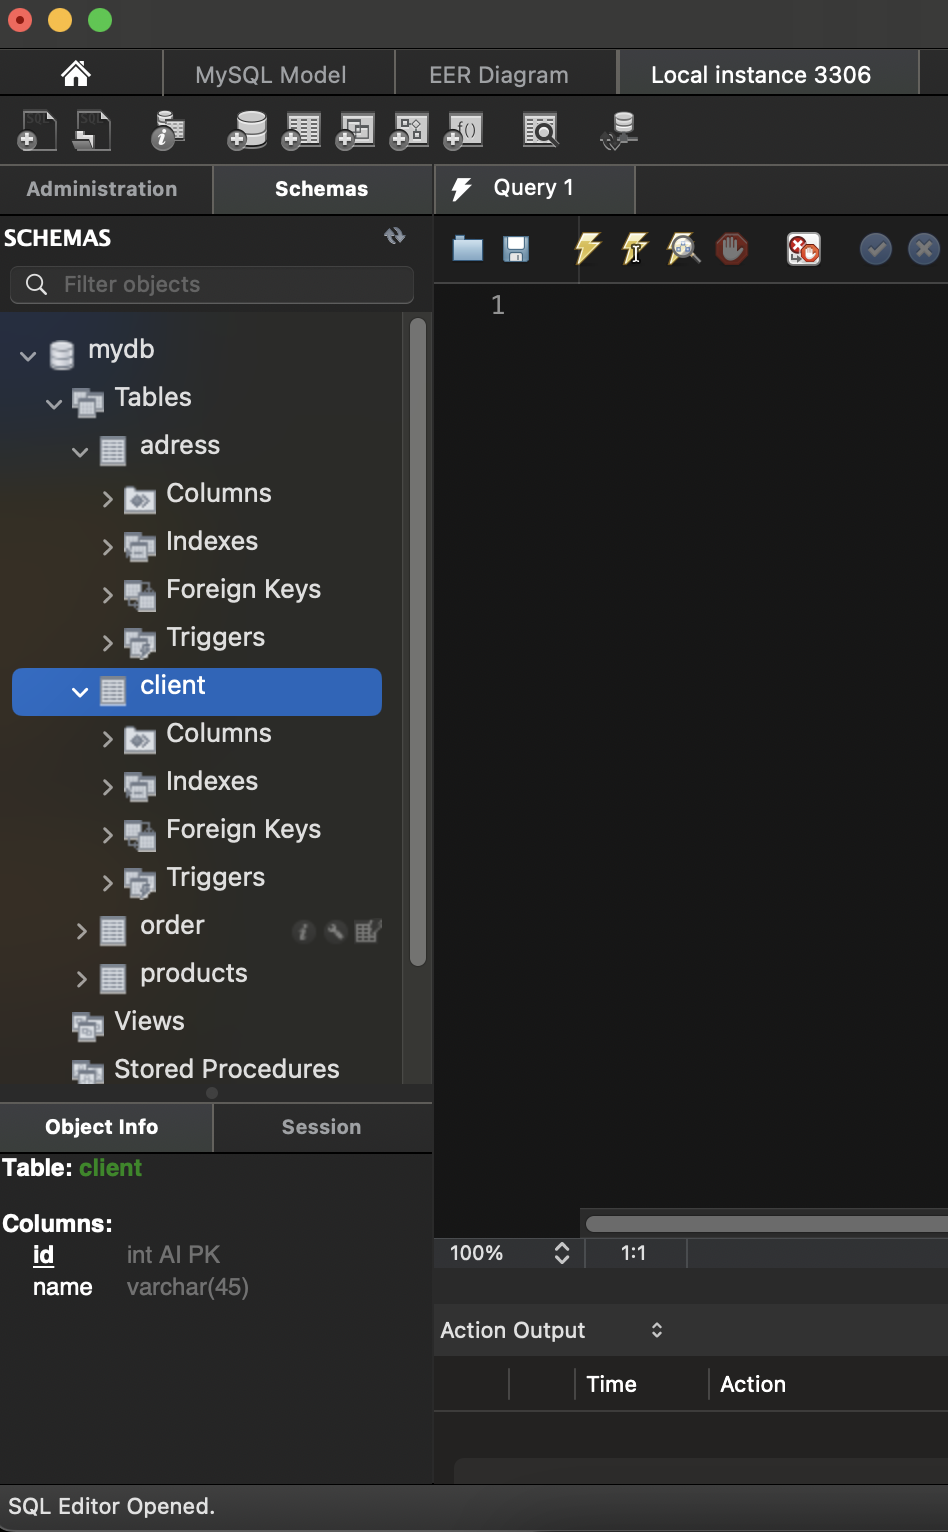 MySQL Model
EER Diagram
Local instance 3306
SQL
SQL
Administration
Schemas
Query 1
SCHEMAS
Filter objects
1
mydb
Tables
adress
Columns
Indexes
Foreign Keys
Triggers
client
Columns
Indexes
Foreign Keys
Triggers
order
products
Views
Stored Procedures
Object Info
Session
Table: client
Columns:
id int AI PK
name varchar(45)
100%
1:1
Action Output
Time
Action
SQL Editor Opened.